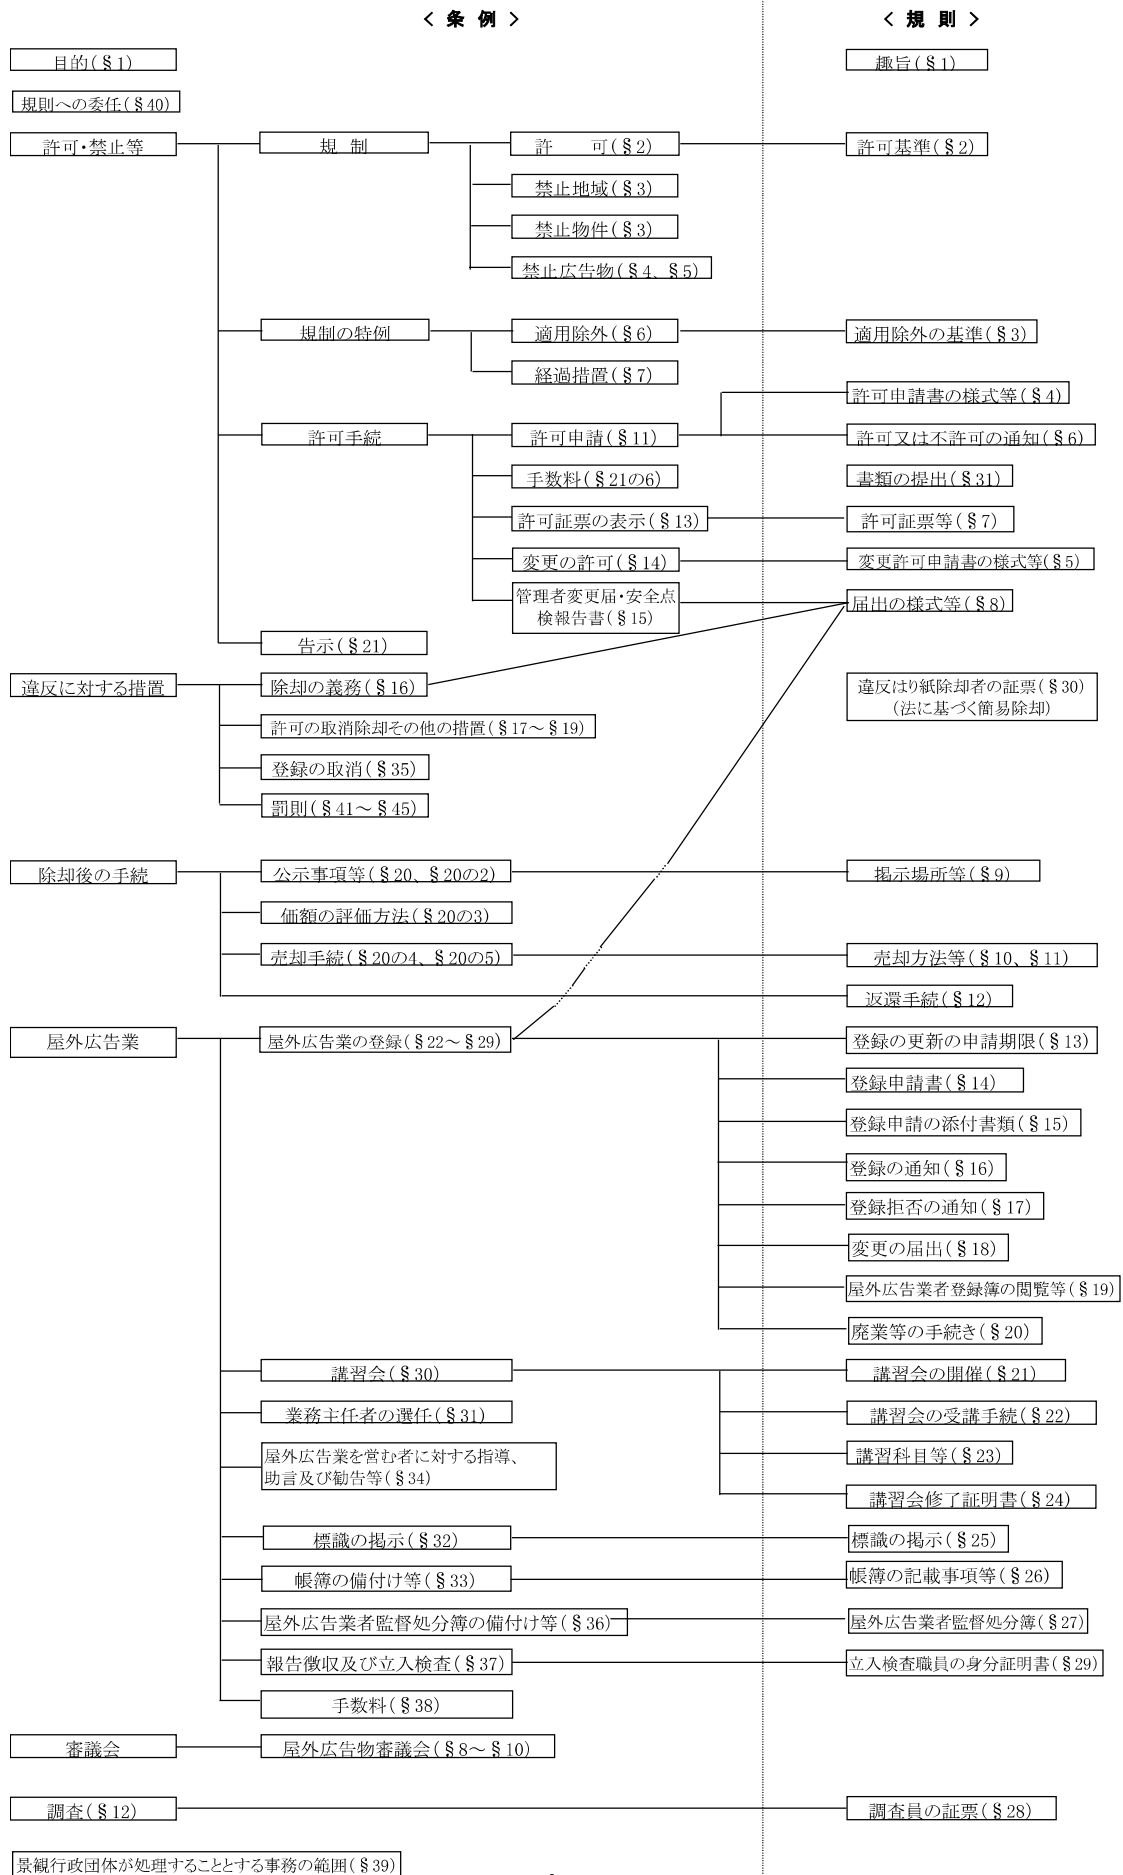 < 条 例 >　< 規 則 >
目的(§1)　趣旨(§1)
規則への委任(§40)
許可・禁止等　規 制　許 可(§2)　許可基準(§2)
禁止地域(§3)
禁止物件(§3)
禁止広告物(§4、§5)
規制の特例　適用除外(§6)　適用除外の基準(§3)
経過措置(§7)
許可申請書の様式等(§4)
許可手続　許可申請(§11)　許可又は不許可の通知(§6)
手数料(§21の6)　書類の提出(§31)
許可証票の表示(§13)　許可証票等(§7)
変更の許可(§14)　変更許可申請書の様式等(§5)
管理者変更届・安全点
検報告書(§15)
届出の様式等(§8)
告示(§21)
違反に対する措置　除却の義務(§16)　違反はり紙除却者の証票(§30)
(法に基づく簡易除却)
許可の取消除却その他の措置(§17～§19)
登録の取消(§35)
罰則(§41～§45)
除却後の手続　公示事項等(§20、§20の2)　掲示場所等(§9)
価額の評価方法(§20の3)
売却手続(§20の4、§20の5)　売却方法等(§10、§11)
返還手続(§12)
屋外広告業　屋外広告業の登録(§22～§29)　登録の更新の申請期限(§13)
登録申請書(§14)
登録申請の添付書類(§15)
登録の通知(§16)
登録拒否の通知(§17)
変更の届出(§18)
屋外広告業者登録簿の閲覧等(§19)
廃業等の手続き(§20)
講習会(§30)　講習会の開催(§21)
業務主任者の選任(§31)　講習会の受講手続(§22)
屋外広告業を営む者に対する指導、
助言及び勧告等(§34)
講習科目等(§23)
講習会修了証明書(§24)
標識の掲示(§32)　標識の掲示(§25)
帳簿の備付け等(§33)　帳簿の記載事項等(§26)
屋外広告業者監督処分簿の備付け等(§36)　屋外広告業者監督処分簿(§27)
報告徴収及び立入検査(§37)　立入検査職員の身分証明書(§29)
手数料(§38)
審議会　屋外広告物審議会(§8～§10)
調査(§12)　調査員の証票(§28)
景観行政団体が処理することとする事務の範囲(§39)